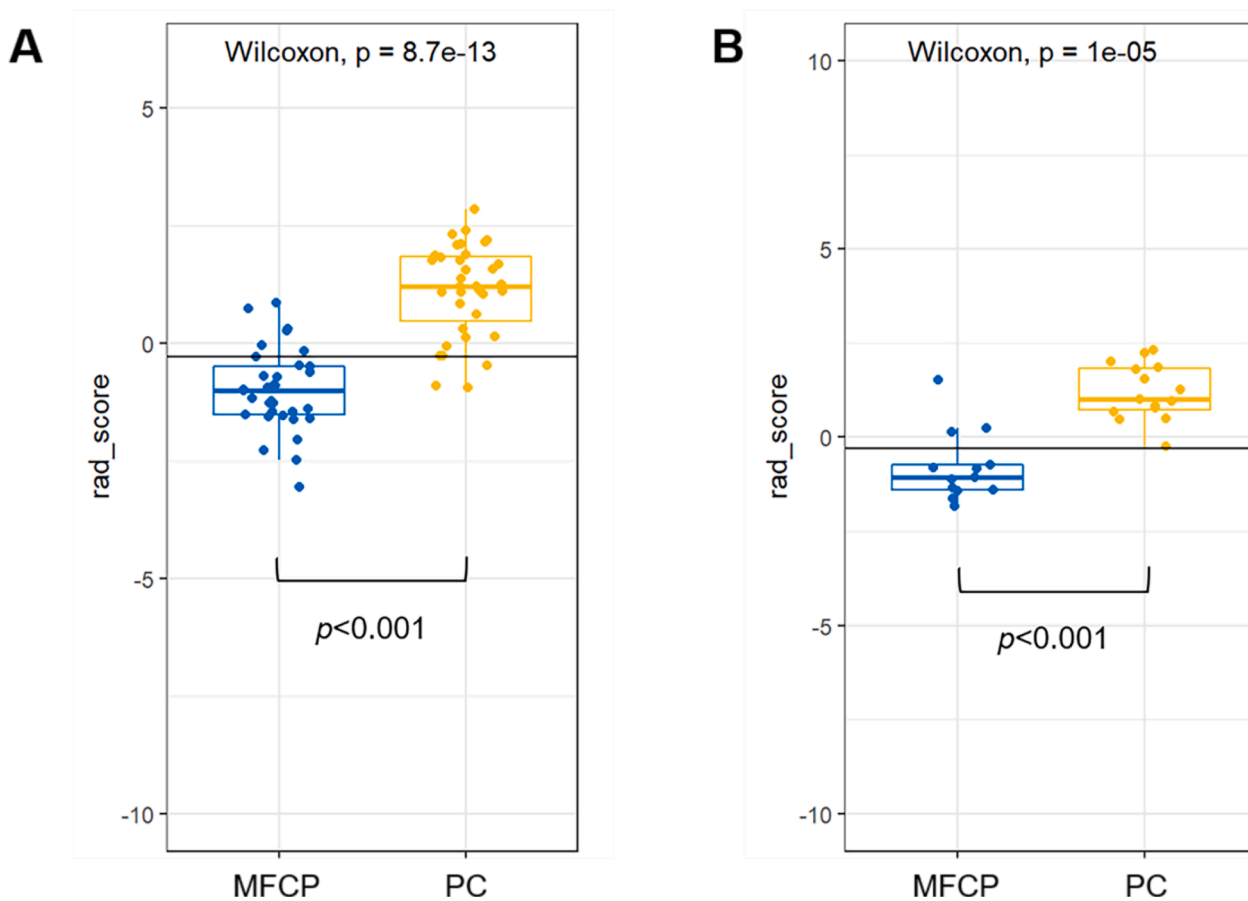 A
Wilcoxon, p = 8.7e-13
rad_score
5
0
-5
-10
p<0.001
MFCP
PC
B
Wilcoxon, p = 1e-05
rad_score
10
5
0
-5
-10
p<0.001
MFCP
PC